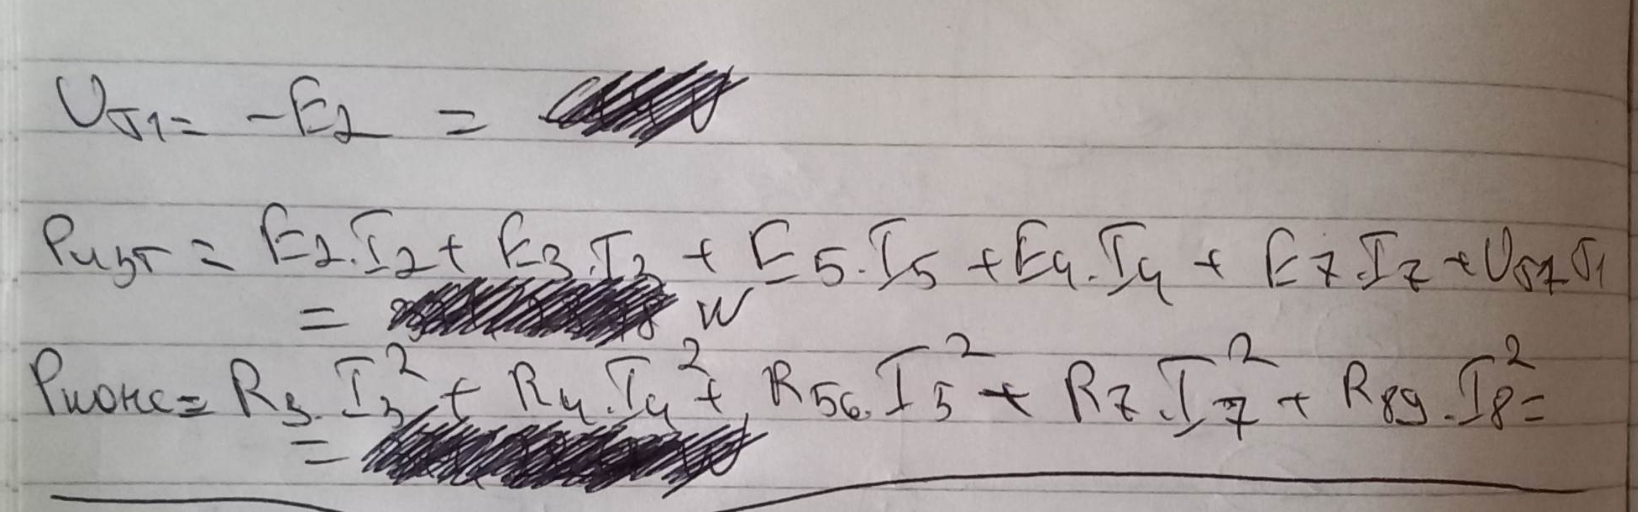 UJ1 = -E2 =
Pизт = E2.I2 + E3.I3 + E5.I5 + E4.I4 + E7.I7 + UJ1 J1
= W
Pконс = R3.I3² + R4.I4² + R56.I5² + R7.I7² + R89.I8² =
=